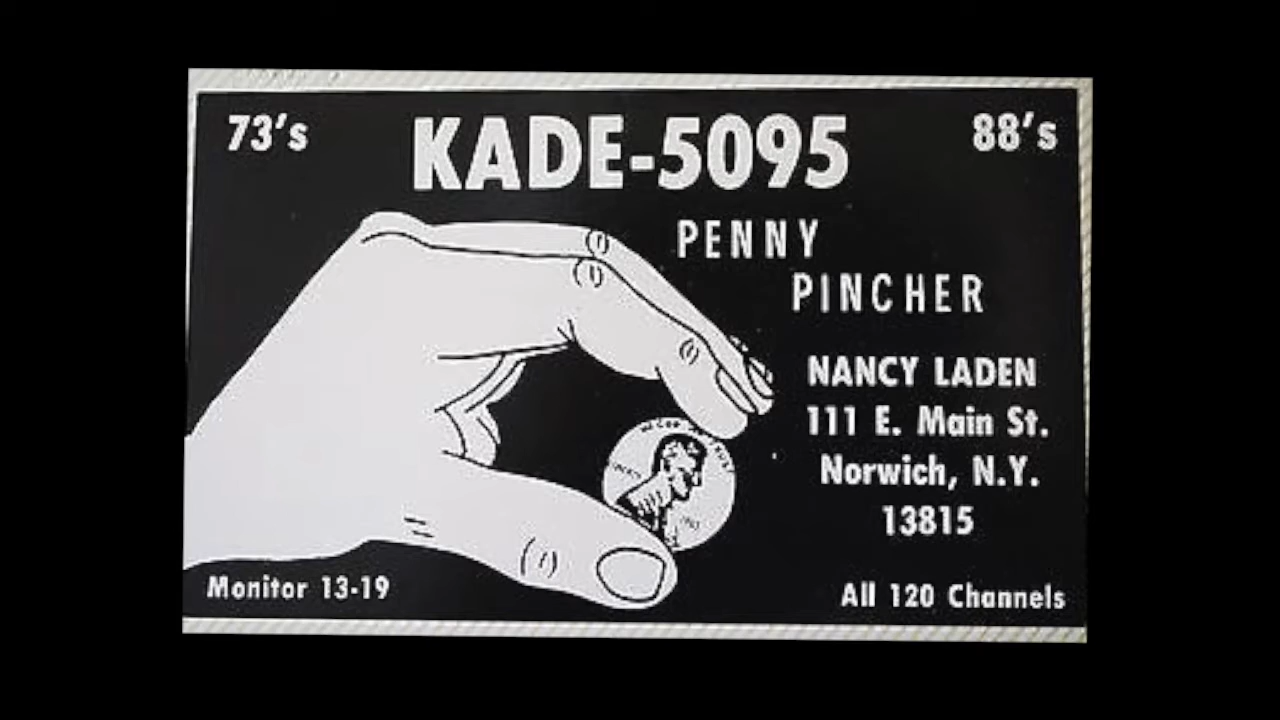 73's KADE-5095 88's
PENNY
PINCHER
NANCY LADEN
111 E. Main St.
Norwich, N.Y.
13815
Monitor 13-19
All 120 Channels